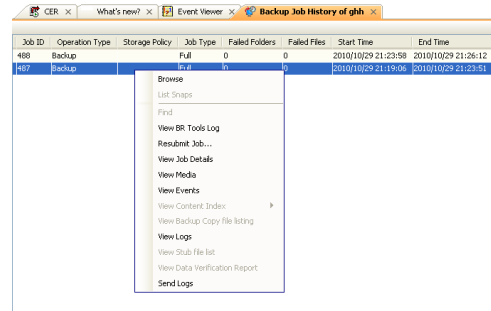 CER × What's new? × Event Viewer × Backup Job History of ghh ×
Job ID Operation Type Storage Policy Job Type Failed Folders Failed Files Start Time End Time
488 Backup Full 0 0 2010/10/29 21:23:58 2010/10/29 21:26:12
487 Backup Full 0 0 2010/10/29 21:19:06 2010/10/29 21:23:51
Browse
List Snaps
Find
View BR Tools Log
Resubmit Job...
View Job Details
View Media
View Events
View Content Index
View Backup Copy file listing
View Logs
View Stub file list
View Data Verification Report
Send Logs